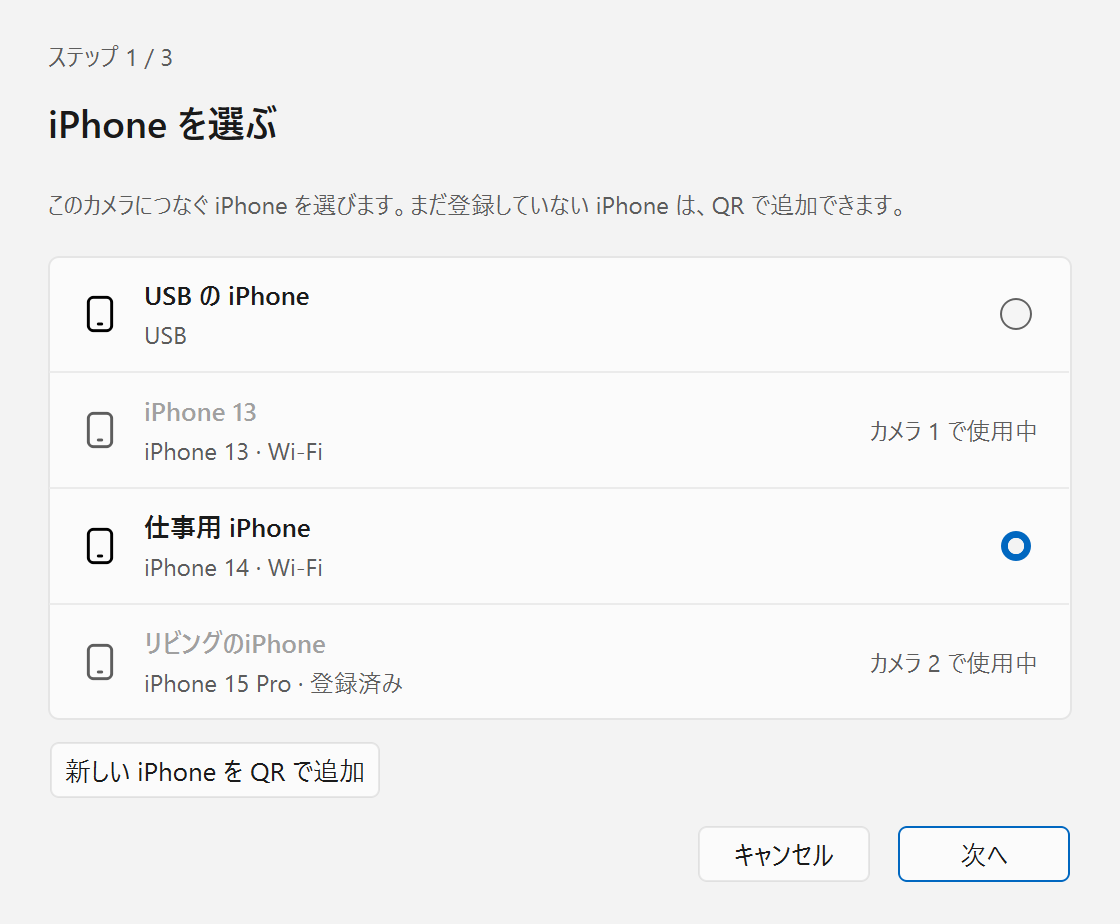 ステップ 1 / 3
iPhone を選ぶ
このカメラにつなぐ iPhone を選びます。まだ登録していない iPhone は、QR で追加できます。
USB の iPhone
USB
iPhone 13
iPhone 13 · Wi-Fi
カメラ 1 で使用中
仕事用 iPhone
iPhone 14 · Wi-Fi
リビングのiPhone
iPhone 15 Pro · 登録済み
カメラ 2 で使用中
新しい iPhone を QR で追加
キャンセル
次へ